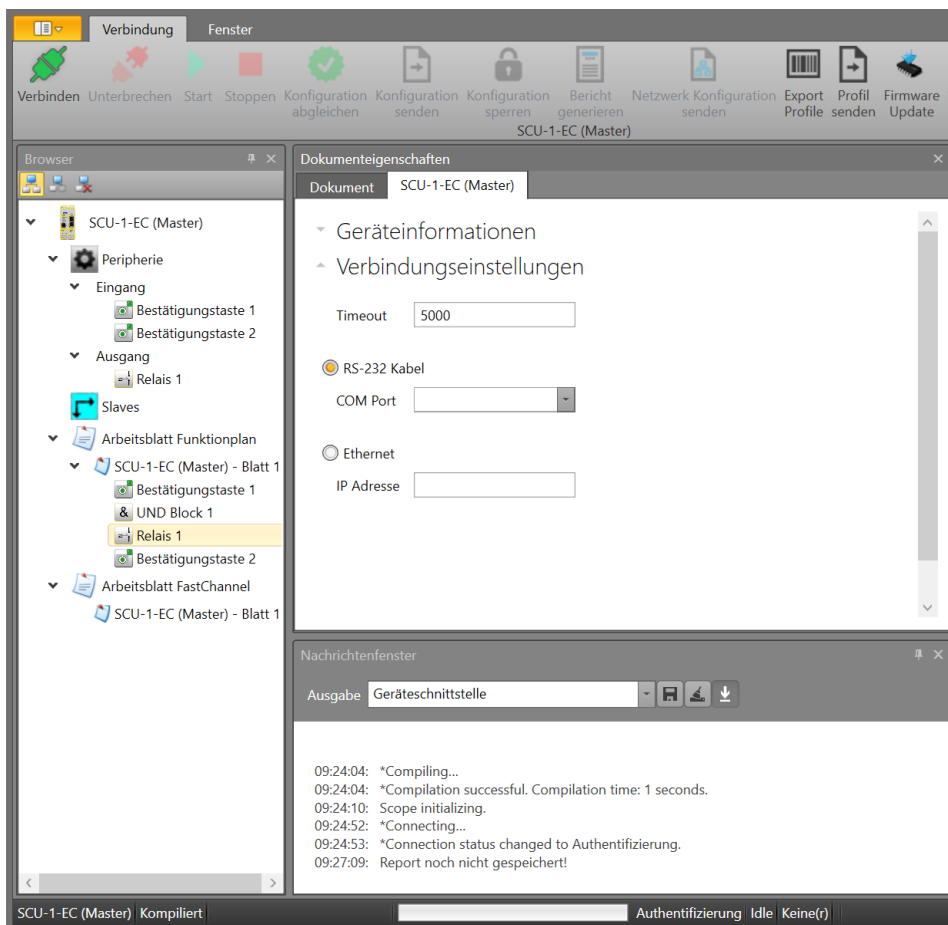 Verbindung Fenster
Verbinden Unterbrechen Start Stoppen Konfiguration abgleichen Konfiguration senden Konfiguration sperren Bericht generieren Netzwerk Konfiguration senden Export Profile Profil senden Firmware Update
SCU-1-EC (Master)
Browser
SCU-1-EC (Master)
Peripherie
Eingang
Bestätigungstaste 1
Bestätigungstaste 2
Ausgang
Relais 1
Slaves
Arbeitsblatt Funktionplan
SCU-1-EC (Master) - Blatt 1
Bestätigungstaste 1
& UND Block 1
Relais 1
Bestätigungstaste 2
Arbeitsblatt FastChannel
SCU-1-EC (Master) - Blatt 1
Dokumenteigenschaften
Dokument SCU-1-EC (Master)
Geräteinformationen
Verbindungseinstellungen
Timeout 5000
RS-232 Kabel
COM Port
Ethernet
IP Adresse
Nachrichtenfenster
Ausgabe Geräteschnittstelle
09:24:04: *Compiling...
09:24:04: *Compilation successful. Compilation time: 1 seconds.
09:24:10: Scope initializing.
09:24:52: *Connecting...
09:24:53: *Connection status changed to Authentifizierung.
09:27:09: Report noch nicht gespeichert!
SCU-1-EC (Master) Kompiliert Authentifizierung Idle Keine(r)